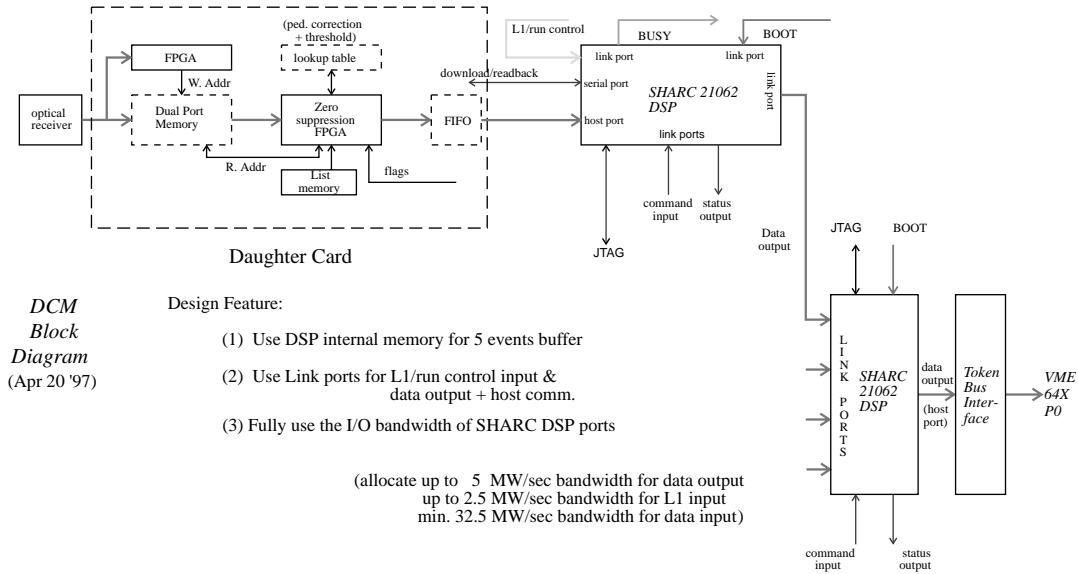 (ped. correction
+ threshold)
lookup table
FPGA
W. Addr
optical
receiver
Dual Port
Memory
Zero
suppression
FPGA
FIFO
R. Addr
List
memory
flags
Daughter Card
L1/run control
BUSY
BOOT
link port
link port
download/readback
serial port
SHARC 21062
DSP
link port
host port
link ports
command
input
status
output
JTAG
Data
output
JTAG
BOOT
DCM
Block
Diagram
(Apr 20 '97)
Design Feature:
(1) Use DSP internal memory for 5 events buffer
(2) Use Link ports for L1/run control input &
data output + host comm.
(3) Fully use the I/O bandwidth of SHARC DSP ports
(allocate up to 5 MW/sec bandwidth for data output
up to 2.5 MW/sec bandwidth for L1 input
min. 32.5 MW/sec bandwidth for data input)
LINK PORTS
SHARC
21062
DSP
data
output
(host
port)
Token
Bus
Inter-
face
VME
64X
P0
command
input
status
output